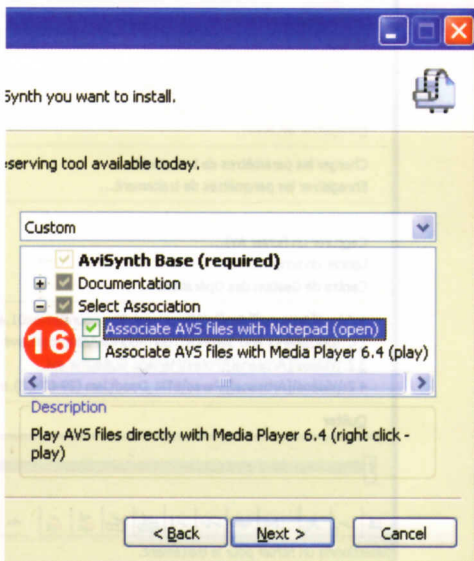 Synth you want to install.
serving tool available today.
Custom
AviSynth Base (required)
Documentation
Select Association
16
Associate AVS files with Notepad (open)
Associate AVS files with Media Player 6.4 (play)
Description
Play AVS files directly with Media Player 6.4 (right click -
play)
< Back
Next >
Cancel